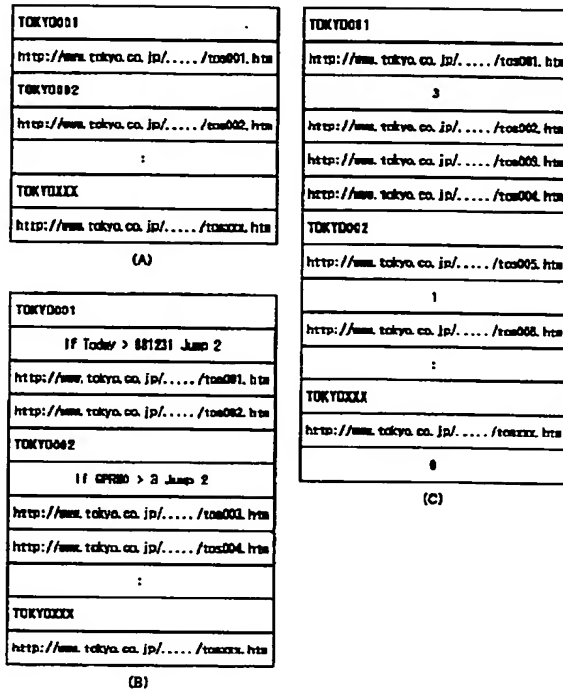 TOKYO001
http://www.tokyo.co.jp/...../tos001.htm
TOKYO002
http://www.tokyo.co.jp/...../tos002.htm
:
TOKYOXXX
http://www.tokyo.co.jp/...../tosxxx.htm
(A)
TOKYO001
If Today > Jump 2
http://www.tokyo.co.jp/...../tos001.htm
http://www.tokyo.co.jp/...../tos002.htm
TOKYO002
If > 3 Jump 2
http://www.tokyo.co.jp/...../tos003.htm
http://www.tokyo.co.jp/...../tos004.htm
:
TOKYOXXX
http://www.tokyo.co.jp/...../tosxxx.htm
(B)
TOKYO001
http://www.tokyo.co.jp/...../tos001.htm
3
http://www.tokyo.co.jp/...../tos002.htm
http://www.tokyo.co.jp/...../tos003.htm
http://www.tokyo.co.jp/...../tos004.htm
TOKYO002
http://www.tokyo.co.jp/...../tos005.htm
1
http://www.tokyo.co.jp/...../tos006.htm
:
TOKYOXXX
http://www.tokyo.co.jp/...../tosxxx.htm
0
(C)